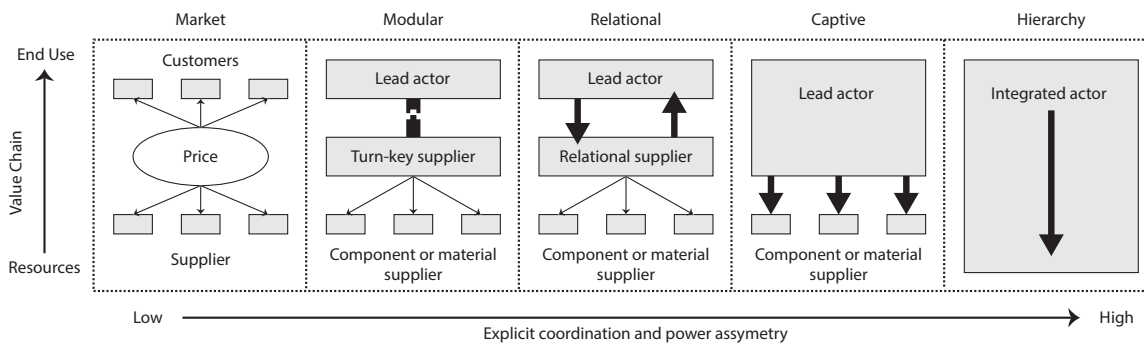 Market
Modular
Relational
Captive
Hierarchy
End Use
Value Chain
Resources
Customers
Price
Supplier
Lead actor
Turn-key supplier
Component or material
supplier
Lead actor
Relational supplier
Component or material
supplier
Lead actor
Component or material
supplier
Integrated actor
Low
High
Explicit coordination and power assymetry